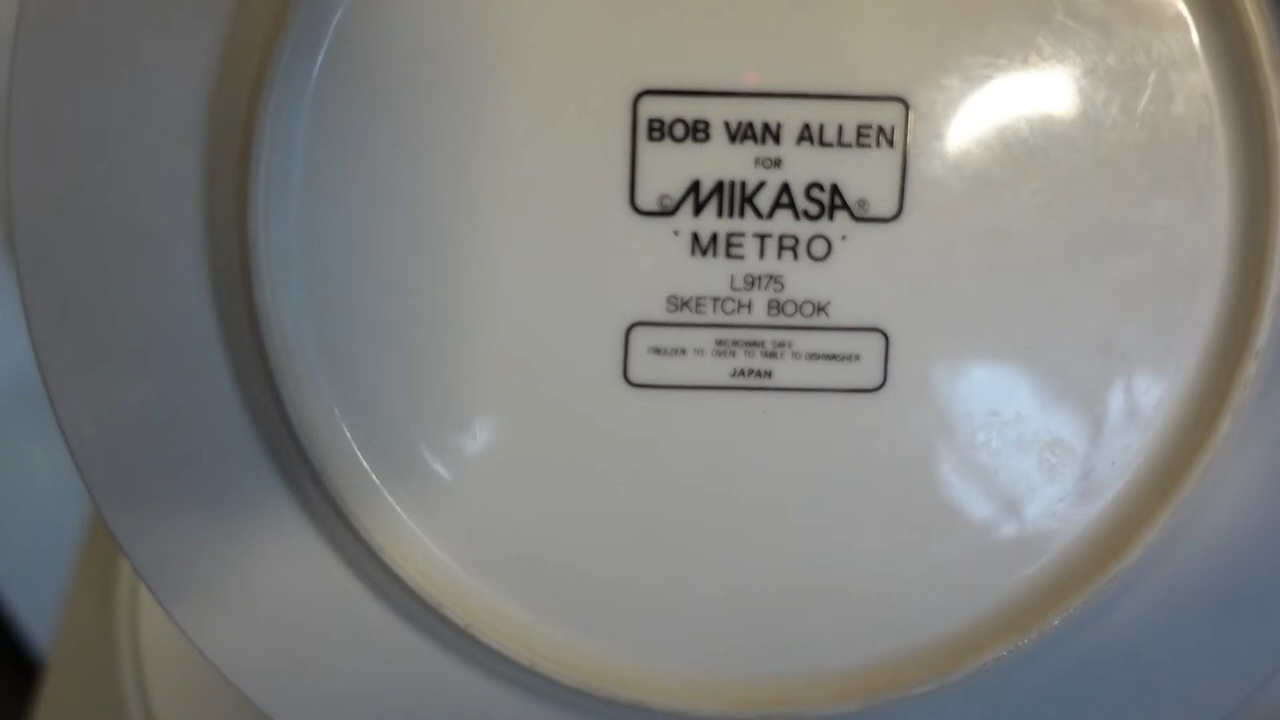 BOB VAN ALLEN
FOR
©MIKASA®
'METRO'
L9175
SKETCH BOOK
MICROWAVE SAFE
FREEZER TO OVEN TO TABLE TO DISHWASHER
JAPAN